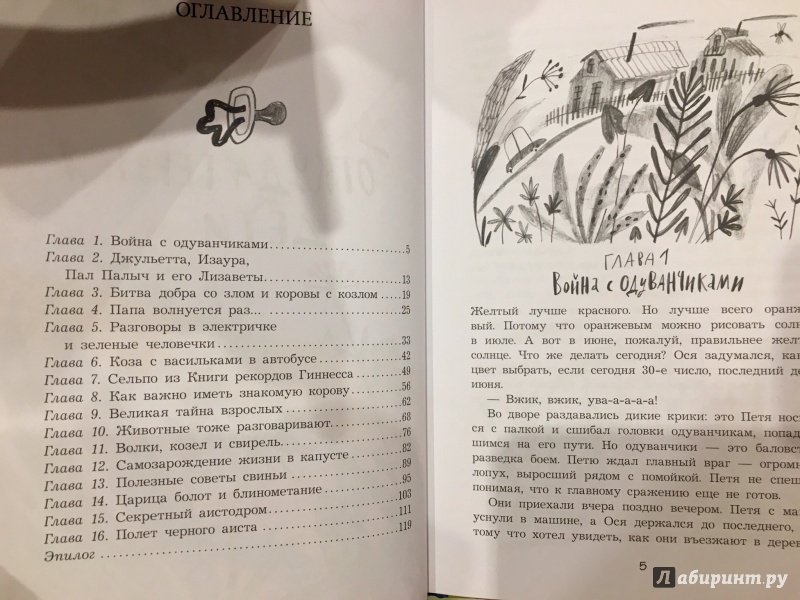 ОГЛАВЛЕНИЕ
Глава 1. Война с одуванчиками 5
Глава 2. Джульетта, Изаура,
Пал Палыч и его Лизаветы 13
Глава 3. Битва добра со злом и коровы с козлом 19
Глава 4. Папа волнуется раз... 25
Глава 5. Разговоры в электричке
и зеленые человечки 33
Глава 6. Коза с васильками в автобусе 42
Глава 7. Сельпо из Книги рекордов Гиннесса 49
Глава 8. Как важно иметь знакомую корову 56
Глава 9. Великая тайна взрослых 62
Глава 10. Животные тоже разговаривают 68
Глава 11. Волки, козел и свирель 76
Глава 12. Самозарождение жизни в капусте 82
Глава 13. Полезные советы свиньи 89
Глава 14. Царица болот и блинометание 95
Глава 15. Секретный аистодром 103
Глава 16. Полет черного аиста 111
Эпилог 119
ГЛАВА 1
ВОЙНА С ОДУВАНЧИКАМИ
Желтый лучше красного. Но лучше всего оранже
вый. Потому что оранжевым можно рисовать солн
в июле. А вот в июне, пожалуй, правильнее желт
солнце. Что же делать сегодня? Ося задумался, как
цвет выбрать, если сегодня 30-е число, последний де
июня.
— Вжик, вжик, ува-а-а-а-а!
Во дворе раздавались дикие крики: это Петя нос
ся с палкой и сшибал головки одуванчикам, попад
шимся на его пути. Но одуванчики — это баловст
разведка боем. Петю ждал главный враг — огром
лопух, выросший рядом с помойкой. Петя не спеш
понимая, что к главному сражению еще не готов.
Они приехали вчера поздно вечером. Петя с ма
уснули в машине, а Ося держался до последнего,
тому что хотел увидеть, как они въезжают в дерев
5
Лабиринт.ру